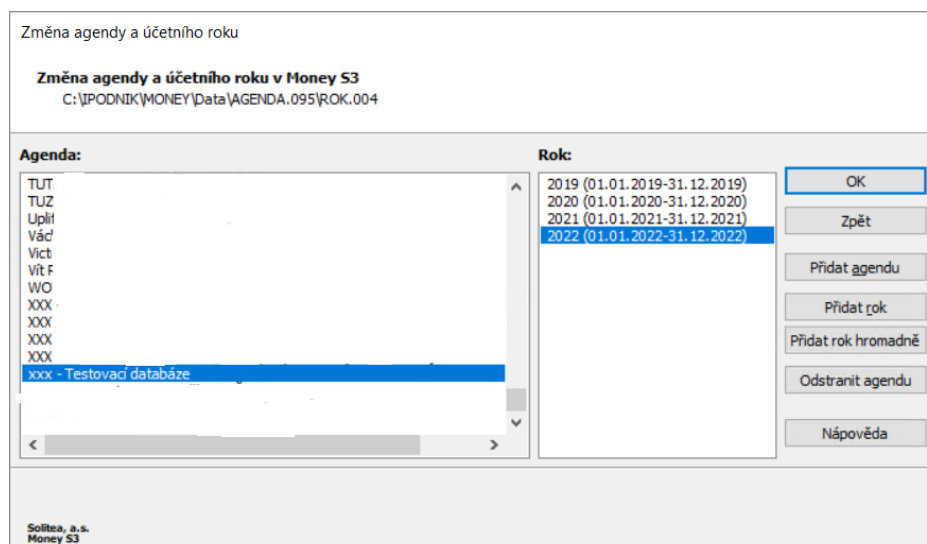 Změna agendy a účetního roku
Změna agendy a účetního roku v Money S3
C:\IPODNIK\MONEY\Data\AGENDA.095\ROK.004
Agenda:
TUT
TUZ
Uplif
Vác
Vict
Vít
WO
XXX -
XXX
XXX
XXX
xxx - Testovací databáze
Rok:
2019 (01.01.2019-31.12.2019)
2020 (01.01.2020-31.12.2020)
2021 (01.01.2021-31.12.2021)
2022 (01.01.2022-31.12.2022)
OK
Zpět
Přidat agendu
Přidat rok
Přidat rok hromadně
Odstranit agendu
Nápověda
Solitea, a.s.
Money S3